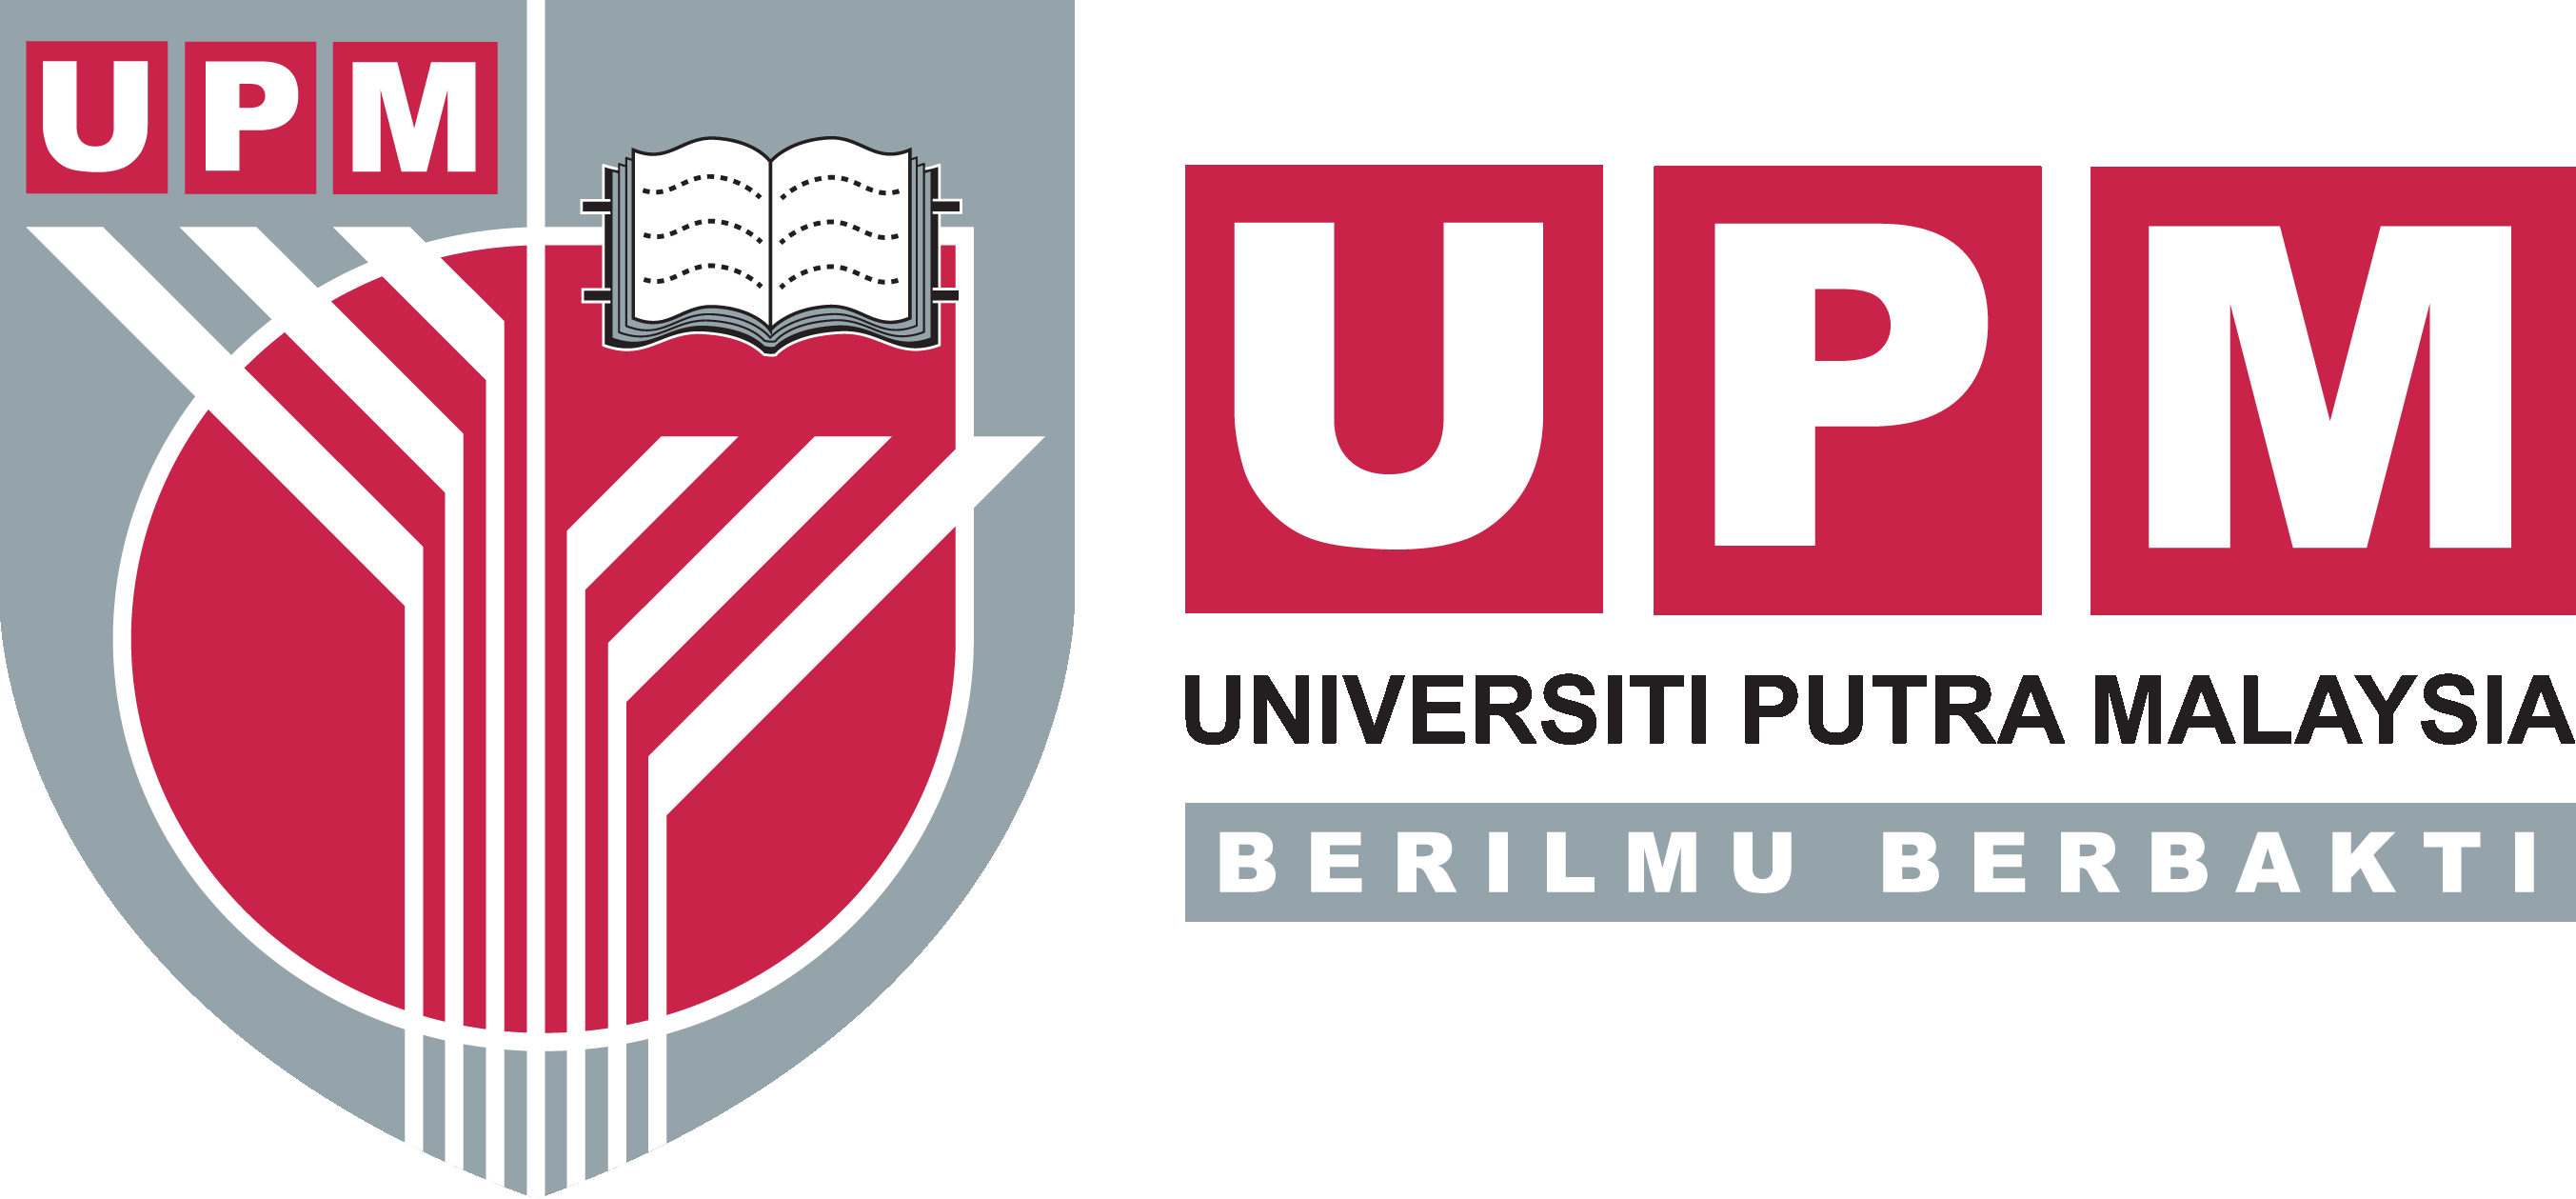 UPM
UPM
UNIVERSITI PUTRA MALAYSIA
BERILMU BERBAKTI